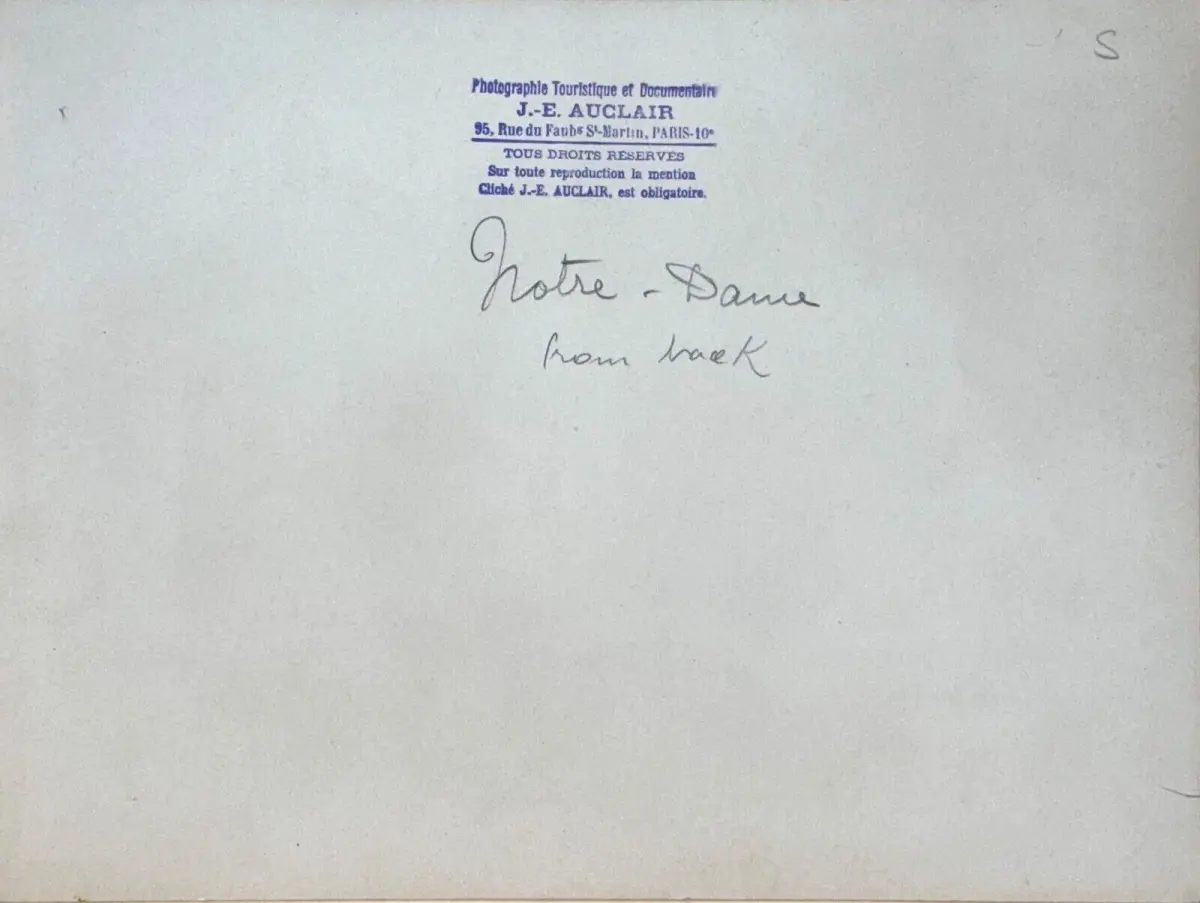 S
Photographie Touristique et Documentaire
J.-E. AUCLAIR
95, Rue du Faubg St-Martin, PARIS-10e
TOUS DROITS RÉSERVÉS
Sur toute reproduction la mention
Cliché J.-E. AUCLAIR, est obligatoire.
Notre - Dame
from back